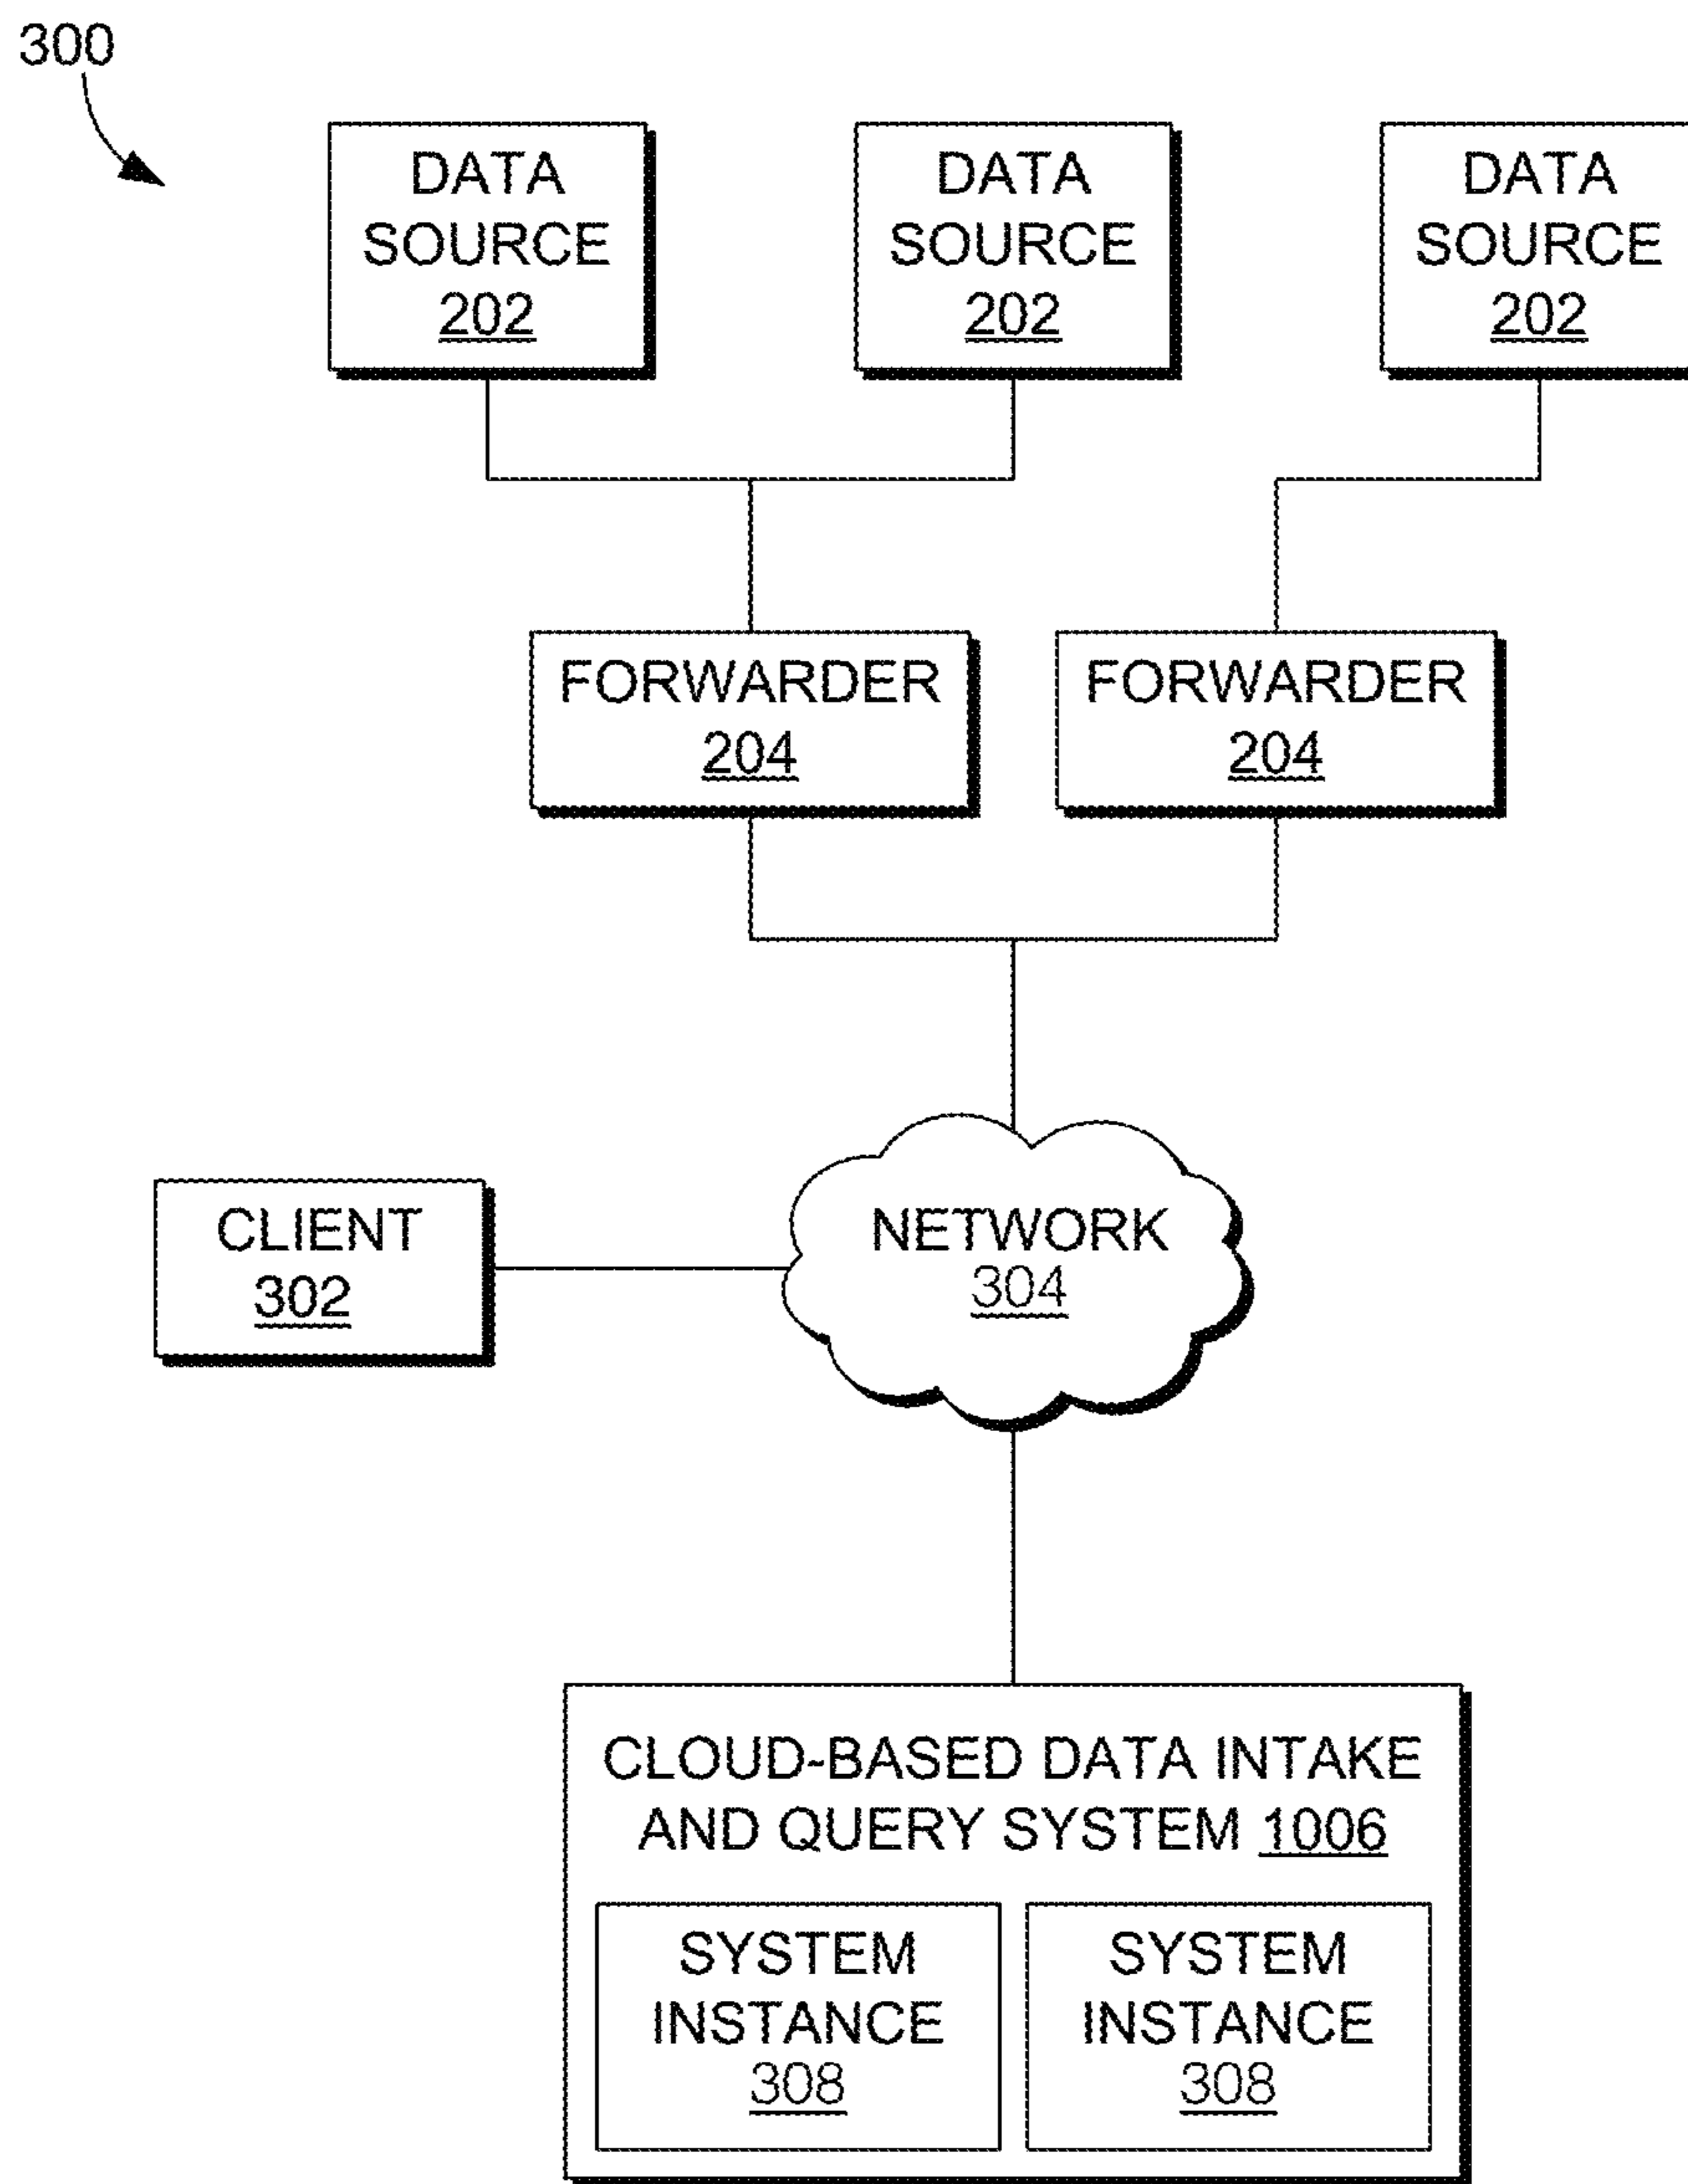 300
DATA
SOURCE
202
DATA
SOURCE
202
DATA
SOURCE
202
FORWARDER
204
FORWARDER
204
CLIENT
302
NETWORK
304
CLOUD-BASED DATA INTAKE
AND QUERY SYSTEM 1006
SYSTEM
INSTANCE
308
SYSTEM
INSTANCE
308